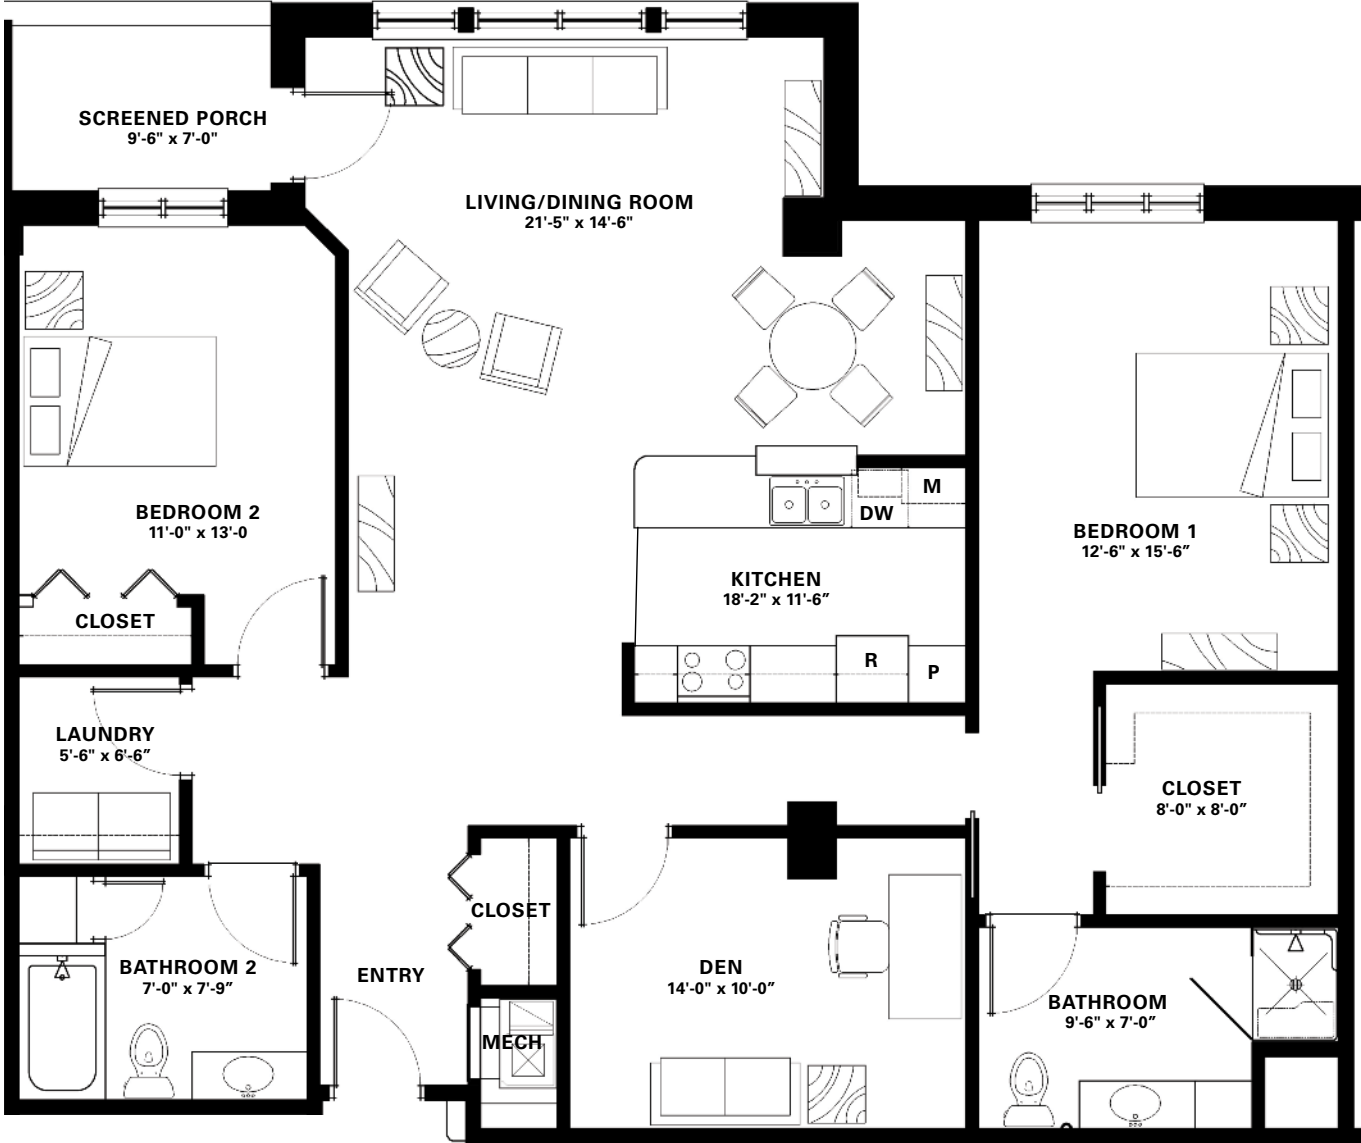 SCREENED PORCH
9'-6" x 7'-0"
LIVING/DINING ROOM
21'-5" x 14'-6"
BEDROOM 2
11'-0" x 13'-0
CLOSET
M
DW
KITCHEN
18'-2" x 11'-6"
R
P
BEDROOM 1
12'-6" x 15'-6″
LAUNDRY
5'-6" x 6'-6″
CLOSET
8'-0" x 8'-0″
CLOSET
BATHROOM 2
7'-0" x 7'-9″
ENTRY
MECH
DEN
14'-0" x 10'-0″
BATHROOM
9'-6" x 7'-0″